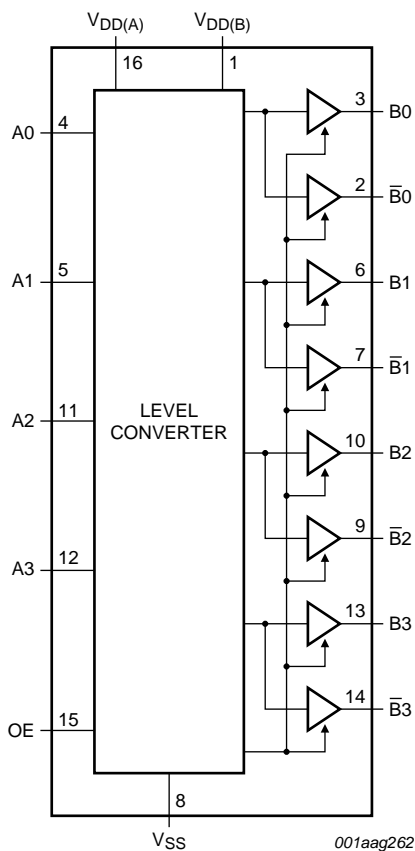 VDD(A) VDD(B)
16 1
A0 4 3 B0
2 B̅0
A1 5 6 B1
7 B̅1
A2 11 LEVEL CONVERTER 10 B2
9 B̅2
A3 12 13 B3
14 B̅3
OE 15
8
VSS
001aag262